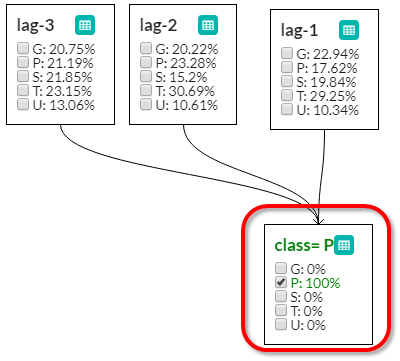 lag-3
G: 20.75%
P: 21.19%
S: 21.85%
T: 23.15%
U: 13.06%
lag-2
G: 20.22%
P: 23.28%
S: 15.2%
T: 30.69%
U: 10.61%
lag-1
G: 22.94%
P: 17.62%
S: 19.84%
T: 29.25%
U: 10.34%
class= P
G: 0%
P: 100%
S: 0%
T: 0%
U: 0%